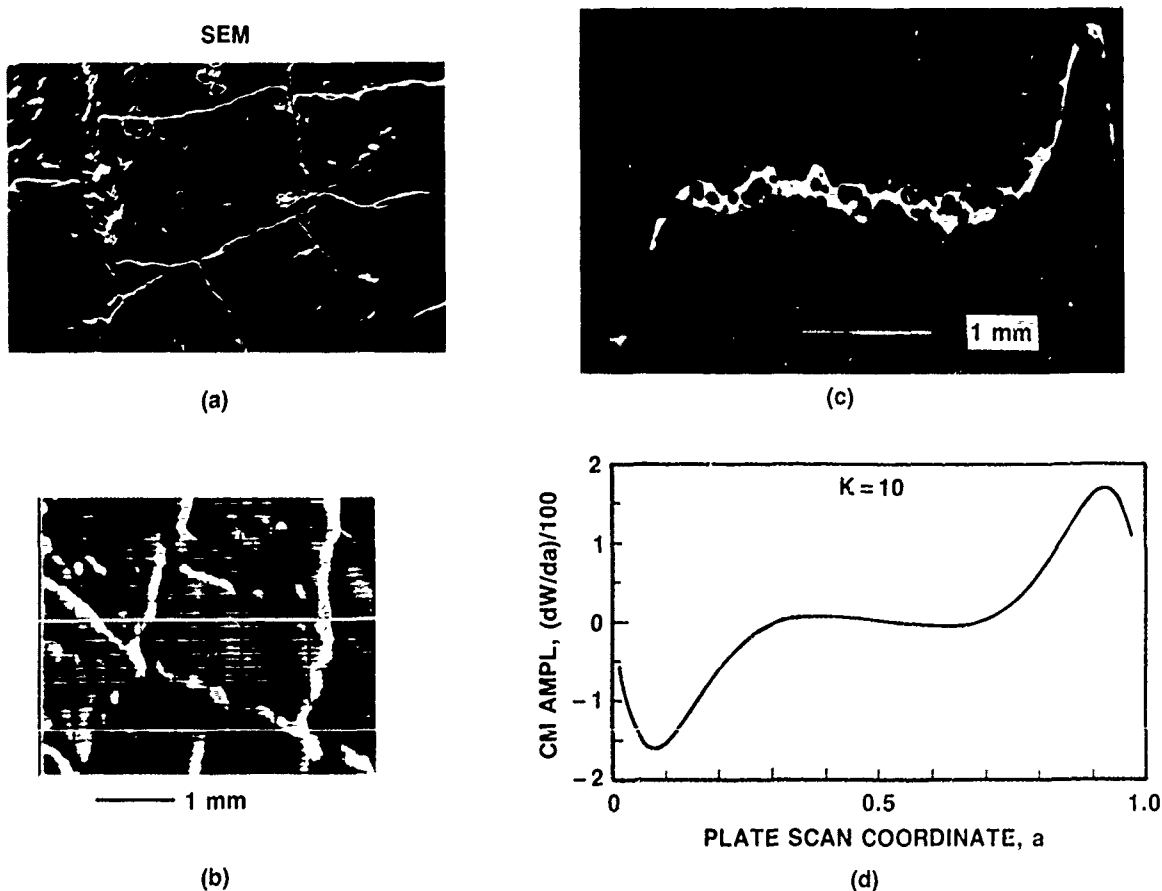 SEM
(a)
1 mm
(c)
1 mm
(b)
2
1
0
-1
-2
CM AMPL, (dW/da)/100
K = 10
0
0.5
1.0
PLATE SCAN COORDINATE, a
(d)